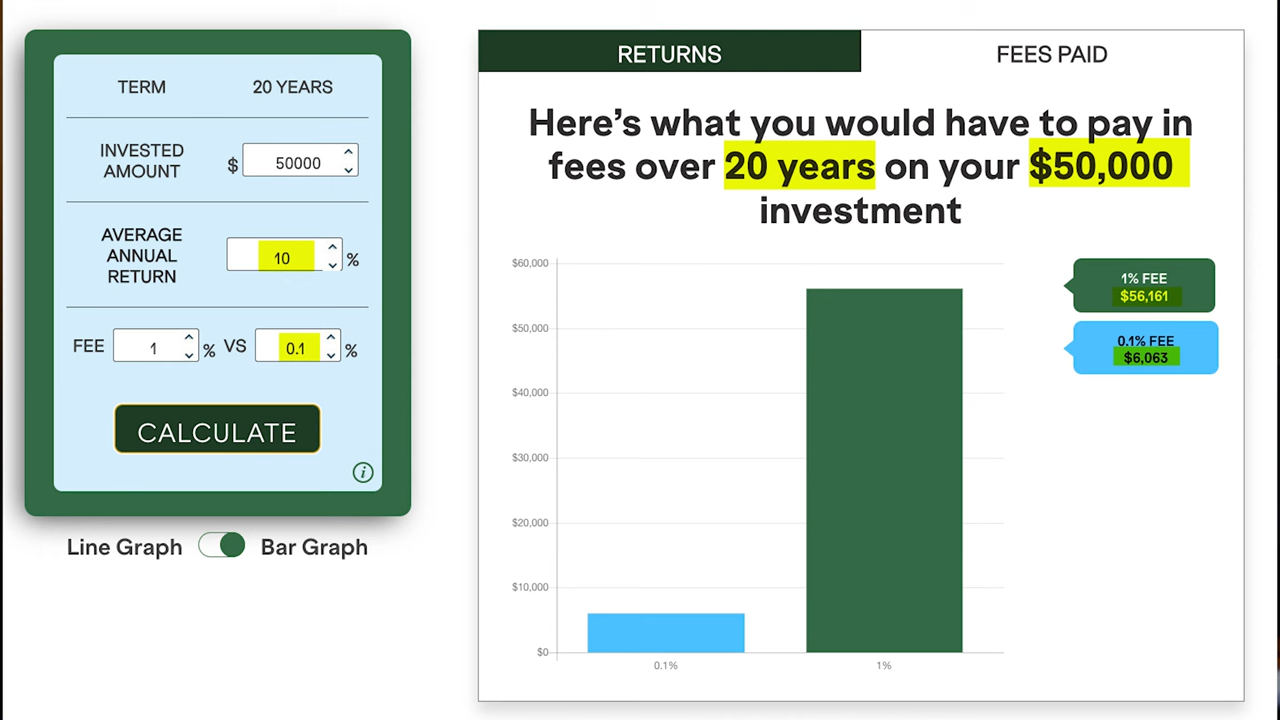 TERM 20 YEARS
INVESTED
AMOUNT
$ 50000
AVERAGE
ANNUAL
RETURN
10 %
FEE 1 % VS 0.1 %
CALCULATE
i
Line Graph Bar Graph
RETURNS FEES PAID
Here’s what you would have to pay in
fees over 20 years on your $50,000
investment
$60,000
$50,000
$40,000
$30,000
$20,000
$10,000
$0
0.1% 1%
1% FEE
$56,161
0.1% FEE
$6,063